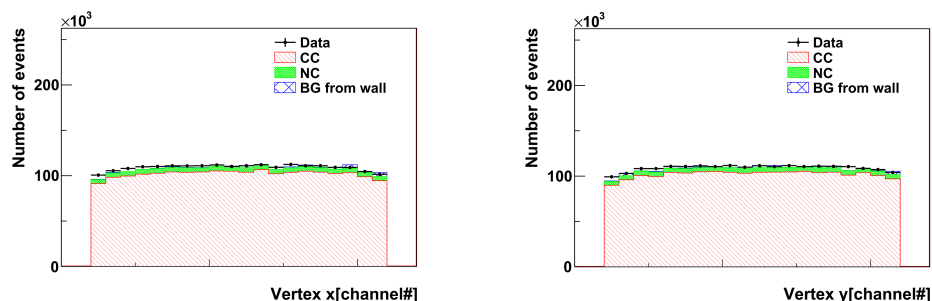 ×10³
Number of events
200
100
0
Data
CC
NC
BG from wall
Vertex x[channel#]
×10³
Number of events
200
100
0
Data
CC
NC
BG from wall
Vertex y[channel#]